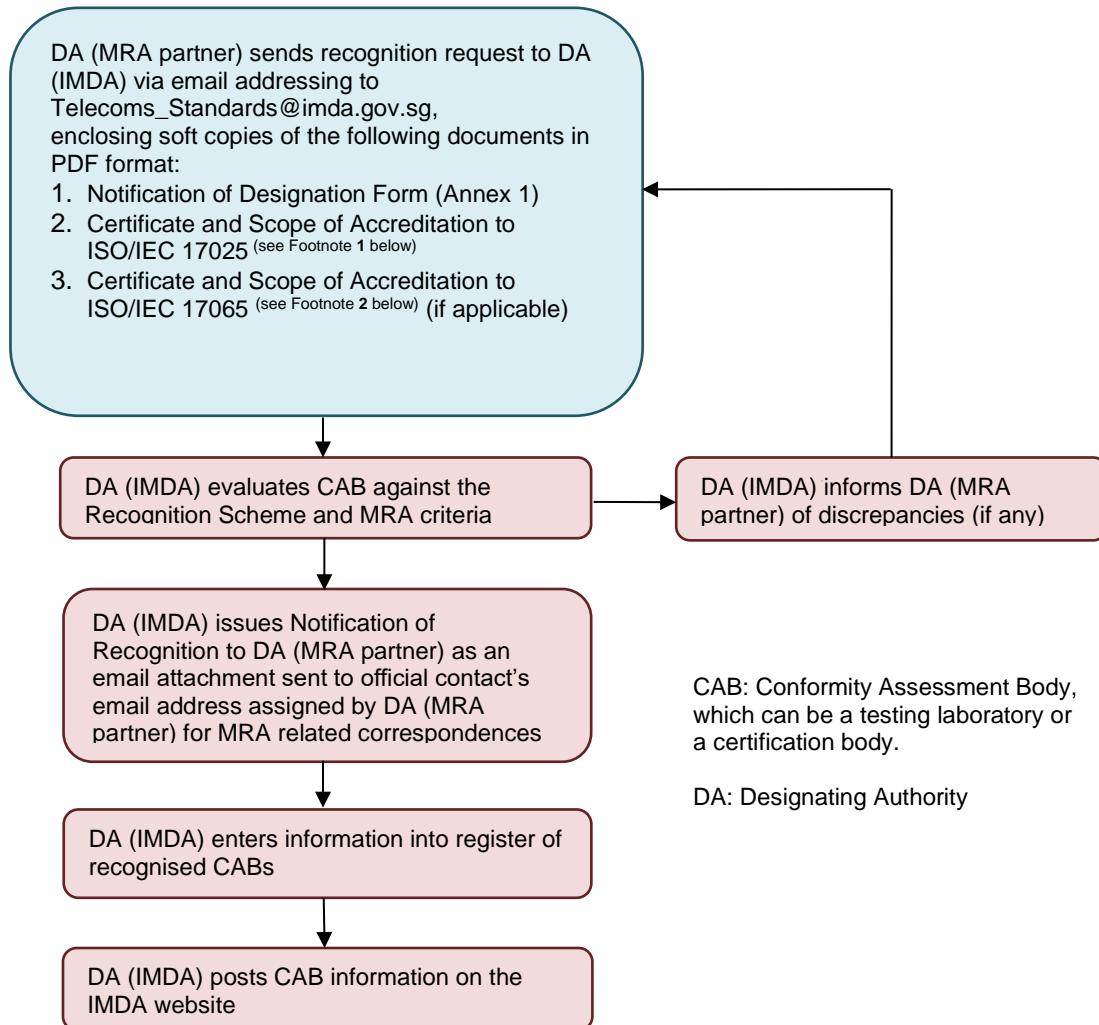 DA (MRA partner) sends recognition request to DA
(IMDA) via email addressing to
Telecoms_Standards@imda.gov.sg,
enclosing soft copies of the following documents in
PDF format:
1. Notification of Designation Form (Annex 1)
2. Certificate and Scope of Accreditation to
ISO/IEC 17025 (see Footnote 1 below)
3. Certificate and Scope of Accreditation to
ISO/IEC 17065 (see Footnote 2 below) (if applicable)
DA (IMDA) evaluates CAB against the
Recognition Scheme and MRA criteria
DA (IMDA) informs DA (MRA
partner) of discrepancies (if any)
DA (IMDA) issues Notification of
Recognition to DA (MRA partner) as an
email attachment sent to official contact’s
email address assigned by DA (MRA
partner) for MRA related correspondences
CAB: Conformity Assessment Body,
which can be a testing laboratory or
a certification body.
DA: Designating Authority
DA (IMDA) enters information into register of
recognised CABs
DA (IMDA) posts CAB information on the
IMDA website